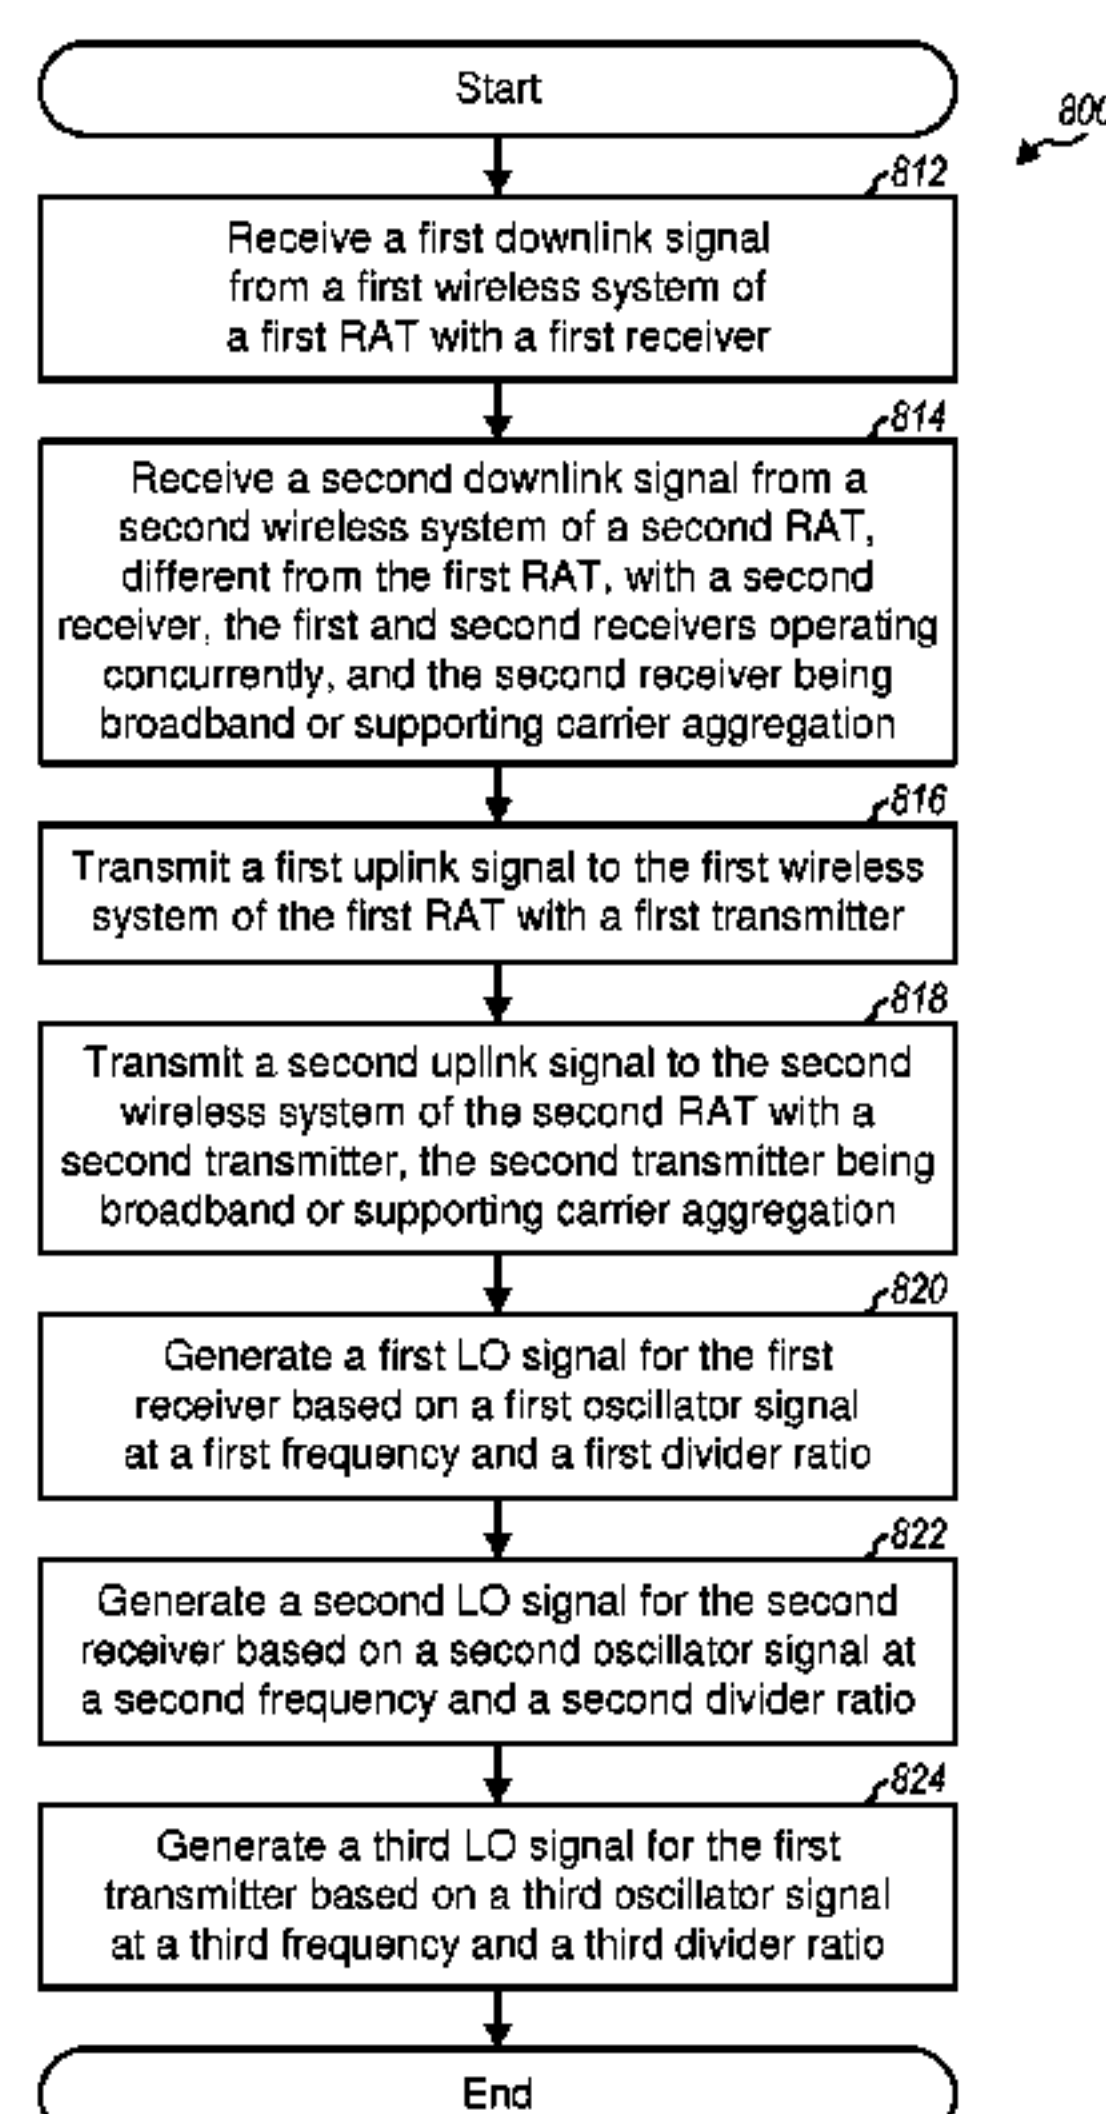 Start
800
812
Receive a first downlink signal
from a first wireless system of
a first RAT with a first receiver
814
Receive a second downlink signal from a
second wireless system of a second RAT,
different from the first RAT, with a second
receiver, the first and second receivers operating
concurrently, and the second receiver being
broadband or supporting carrier aggregation
816
Transmit a first uplink signal to the first wireless
system of the first RAT with a first transmitter
818
Transmit a second uplink signal to the second
wireless system of the second RAT with a
second transmitter, the second transmitter being
broadband or supporting carrier aggregation
820
Generate a first LO signal for the first
receiver based on a first oscillator signal
at a first frequency and a first divider ratio
822
Generate a second LO signal for the second
receiver based on a second oscillator signal at
a second frequency and a second divider ratio
824
Generate a third LO signal for the first
transmitter based on a third oscillator signal
at a third frequency and a third divider ratio
End